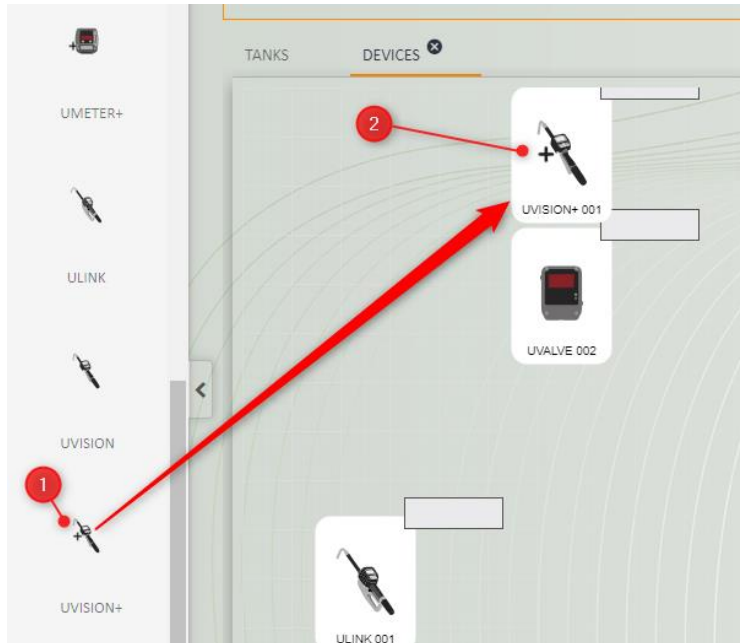 UMETER+
ULINK
UVISION
1
UVISION+
TANKS
DEVICES
2
UVISION+ 001
UVALVE 002
ULINK 001